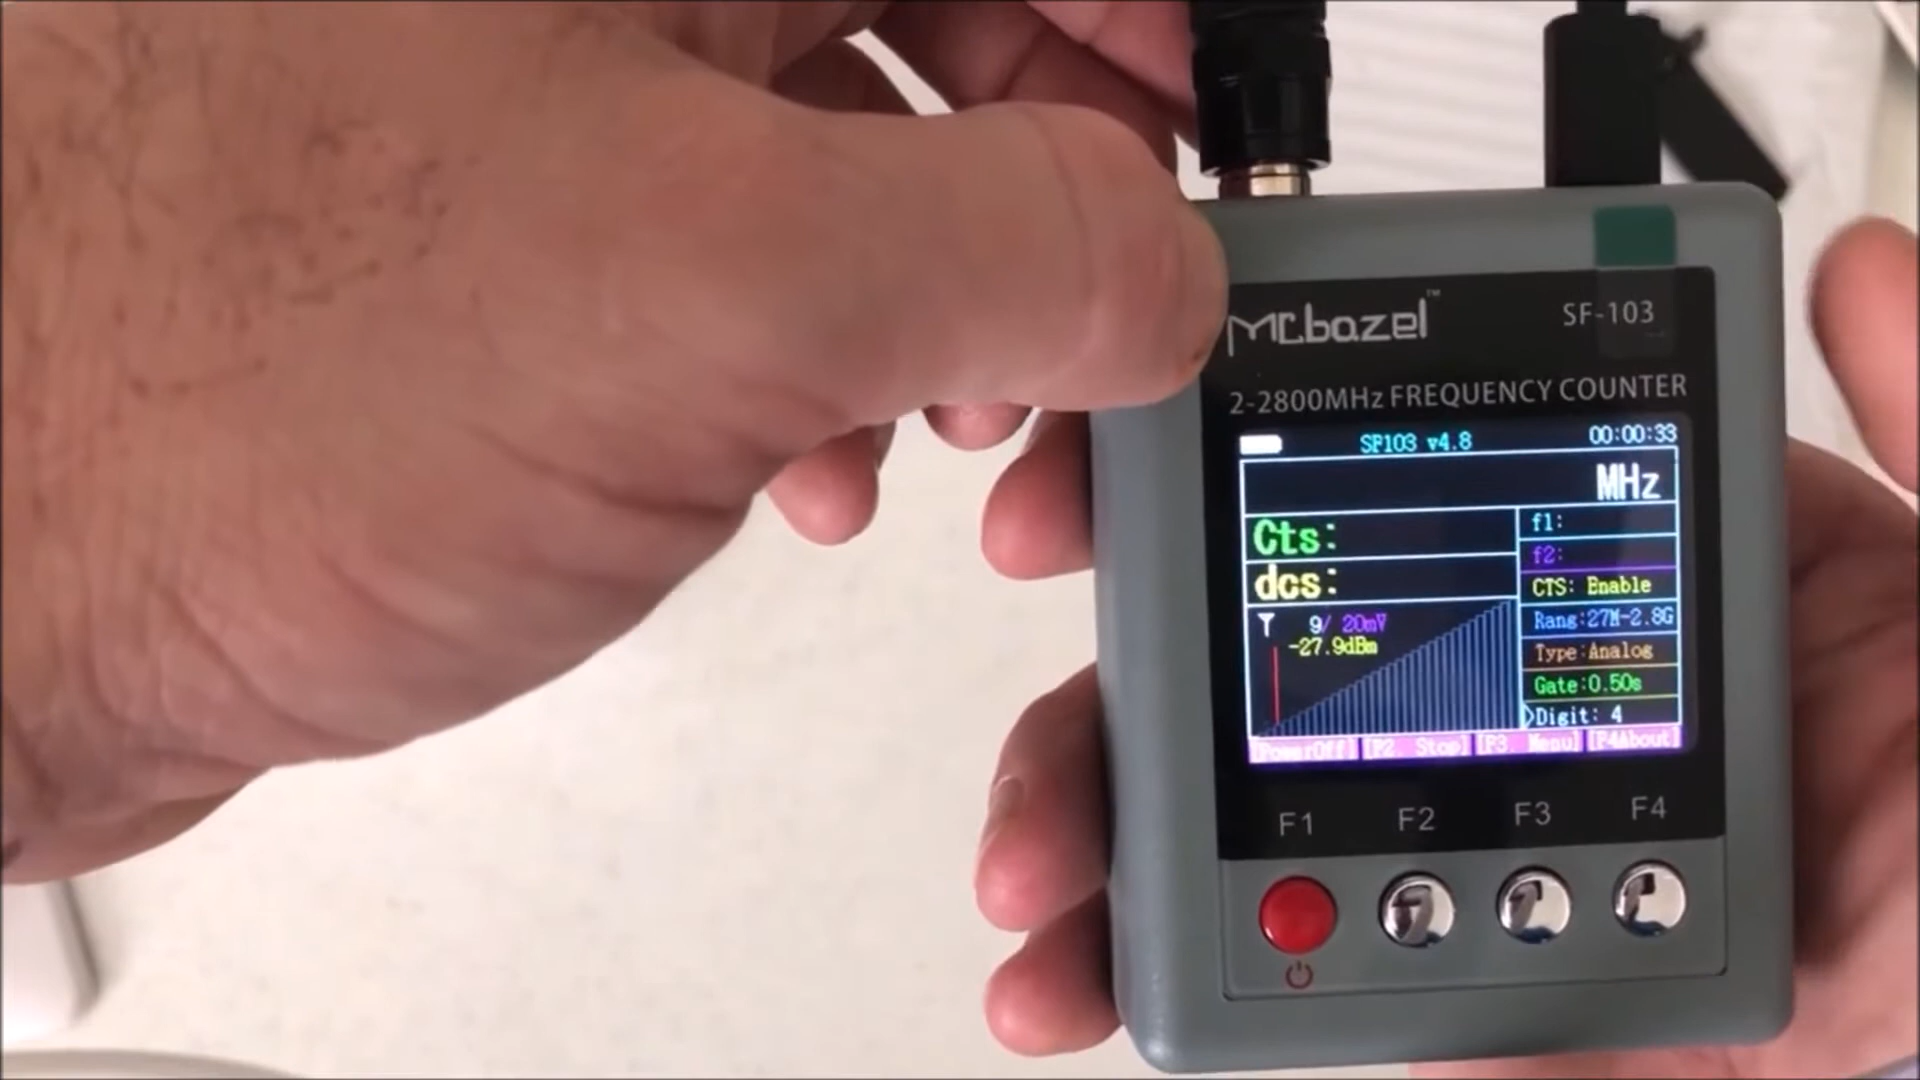 Mcbazel™ SF-103
2-2800MHz FREQUENCY COUNTER
SF103 v4.8 00:00:33
MHz
Cts:
dcs:
9/ 20mV
-27.9dBm
f1:
f2:
CTS: Enable
Rang:27M-2.8G
Type:Analog
Gate:0.50s
Digit: 4
[PowerOff] [F2. Stop] [F3. Menu] [F4About]
F1 F2 F3 F4